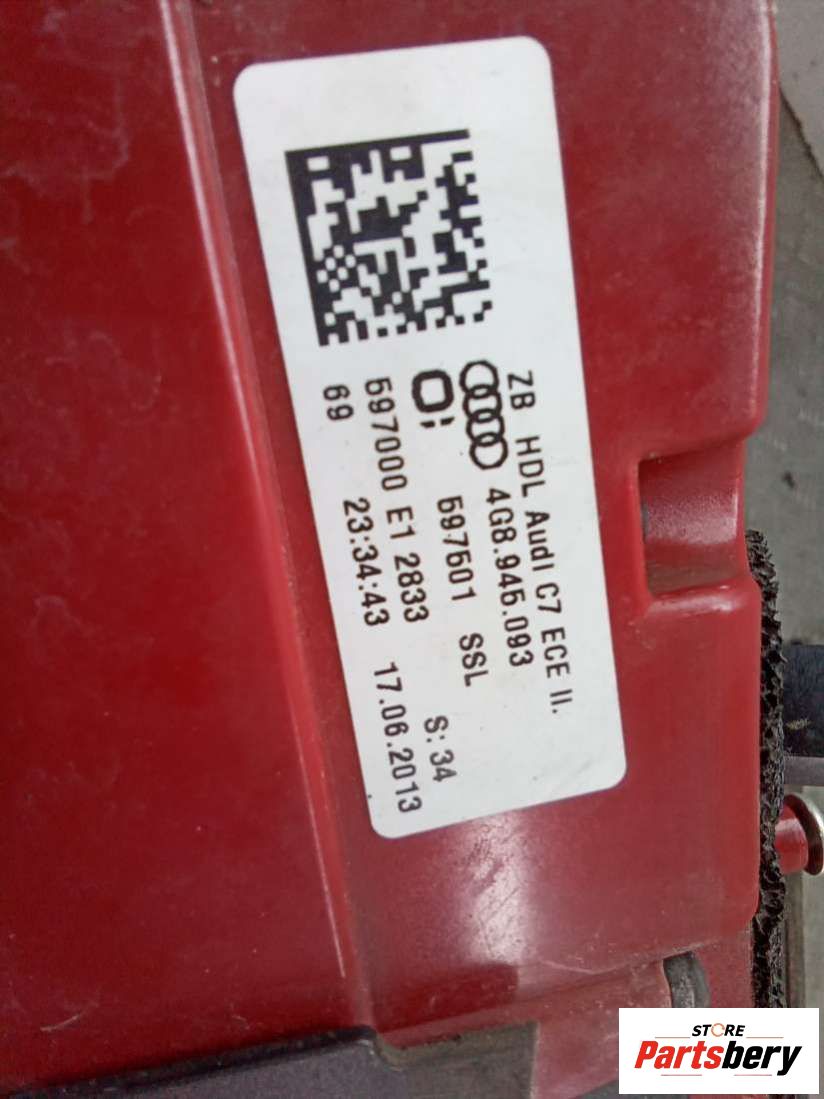 ZB HDL Audi C7 ECE II.
4G8.945.093
597501 SSL
597000 E1 2833 S:34
69 23:34:43 17.06.2013
STORE
Partsbery